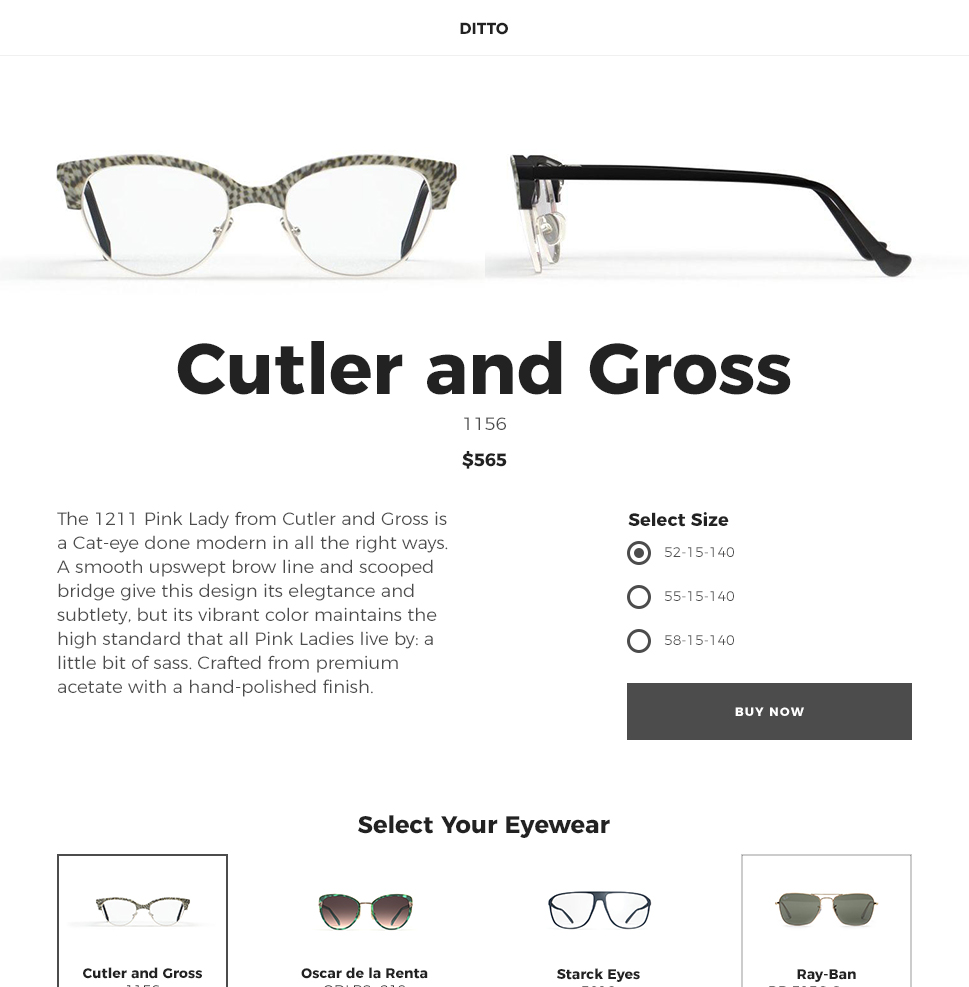 DITTO
Cutler and Gross
1156
$565
The 1211 Pink Lady from Cutler and Gross is
a Cat-eye done modern in all the right ways.
A smooth upswept brow line and scooped
bridge give this design its elegtance and
subtlety, but its vibrant color maintains the
high standard that all Pink Ladies live by: a
little bit of sass. Crafted from premium
acetate with a hand-polished finish.
Select Size
52-15-140
55-15-140
58-15-140
BUY NOW
Select Your Eyewear
Cutler and Gross
Oscar de la Renta
Starck Eyes
Ray-Ban
1156